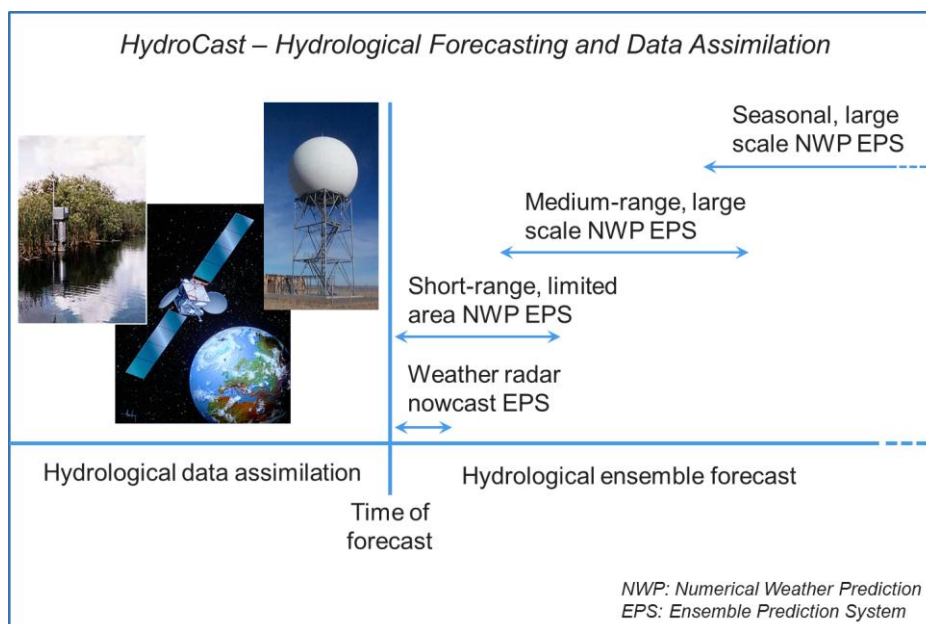 HydroCast – Hydrological Forecasting and Data Assimilation
Seasonal, large
scale NWP EPS
Medium-range, large
scale NWP EPS
Short-range, limited
area NWP EPS
Weather radar
nowcast EPS
Hydrological data assimilation
Hydrological ensemble forecast
Time of
forecast
NWP: Numerical Weather Prediction
EPS: Ensemble Prediction System